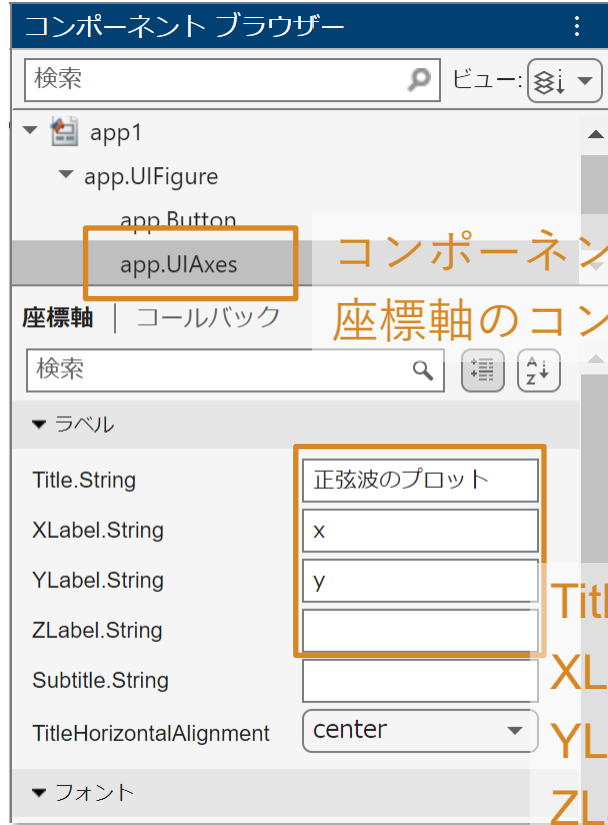 コンポーネント ブラウザー
検索 ビュー:
app1
app.UIFigure
app.Button
app.UIAxes
コンポーネン
座標軸 | コールバック
座標軸のコン
検索
ラベル
Title.String 正弦波のプロット
XLabel.String x
YLabel.String y
ZLabel.String
Subtitle.String
TitleHorizontalAlignment center
フォント
Titl
XL
YL
ZL